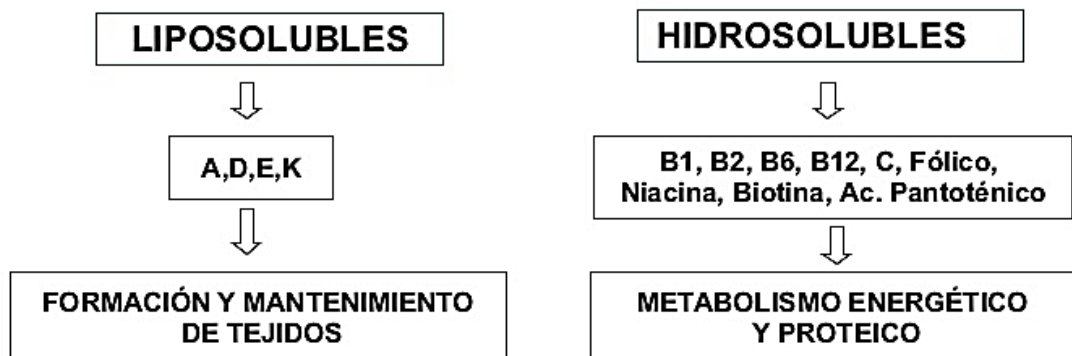 LIPOSOLUBLES
A,D,E,K
FORMACIÓN Y MANTENIMIENTO
DE TEJIDOS
HIDROSOLUBLES
B1, B2, B6, B12, C, Fólico,
Niacina, Biotina, Ac. Pantoténico
METABOLISMO ENERGÉTICO
Y PROTEICO